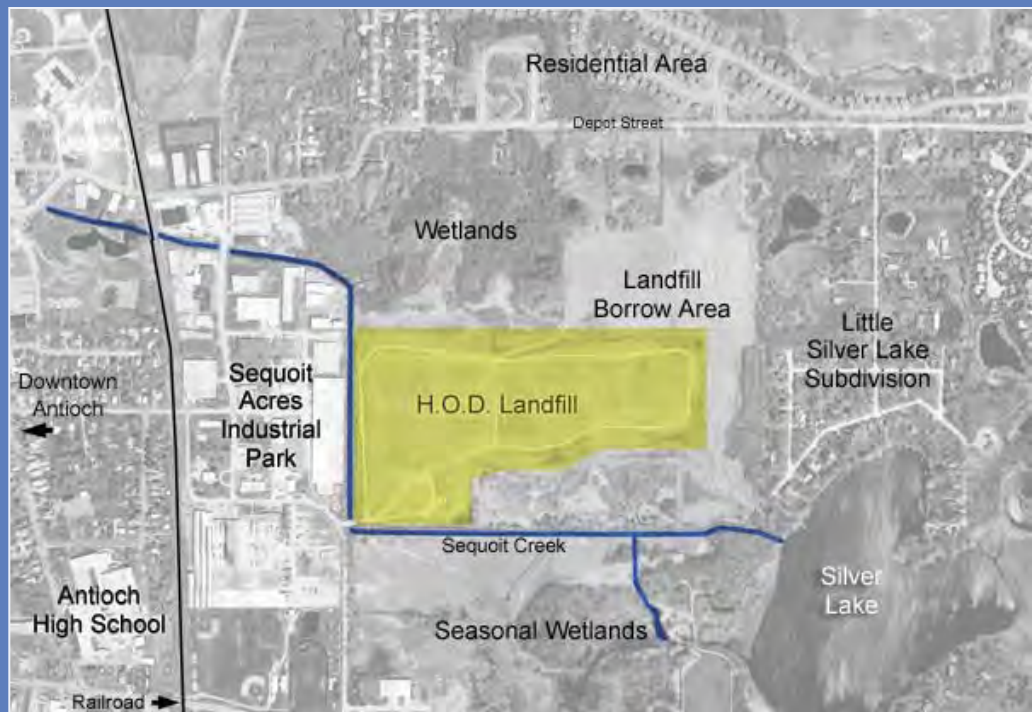 Residential Area
Depot Street
Wetlands
Landfill
Borrow Area
Little
Silver Lake
Subdivision
Downtown
Antioch
Sequoit
Acres
Industrial
Park
H.O.D. Landfill
Sequoit Creek
Silver
Lake
Antioch
High School
Seasonal Wetlands
Railroad